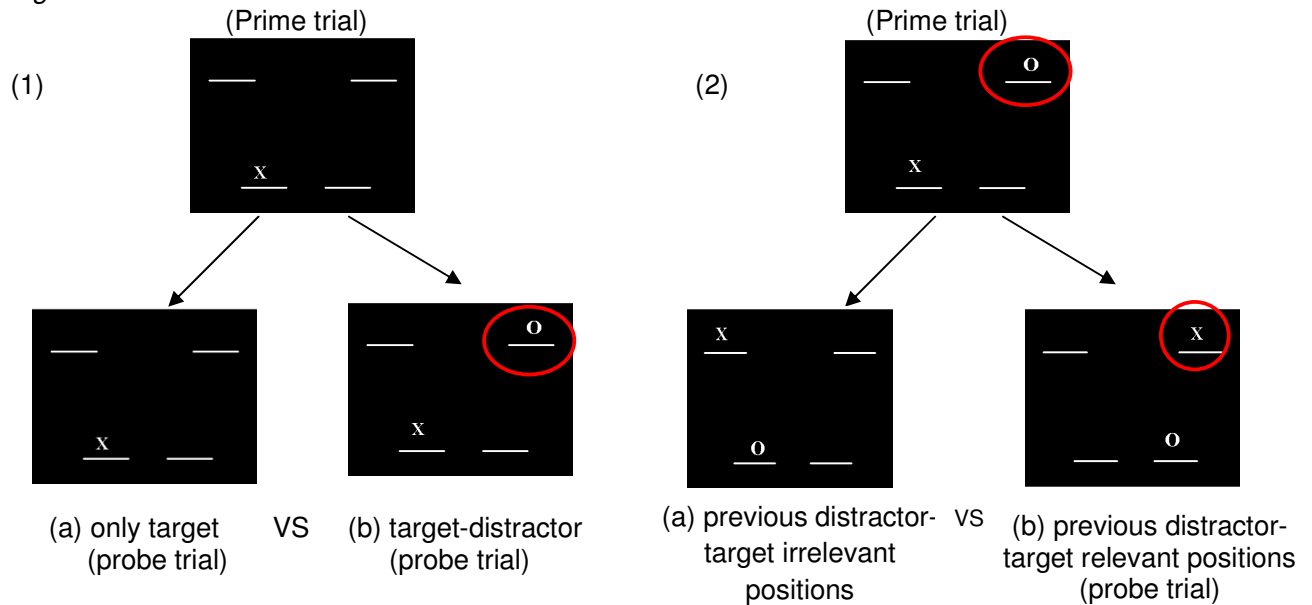 (Prime trial)
(1)
X
(a) only target
(probe trial)
X
VS
(b) target-distractor
(probe trial)
O
X
(Prime trial)
(2)
O
X
(a) previous distractor-
target irrelevant
positions
X
O
VS
(b) previous distractor-
target relevant positions
(probe trial)
X
O